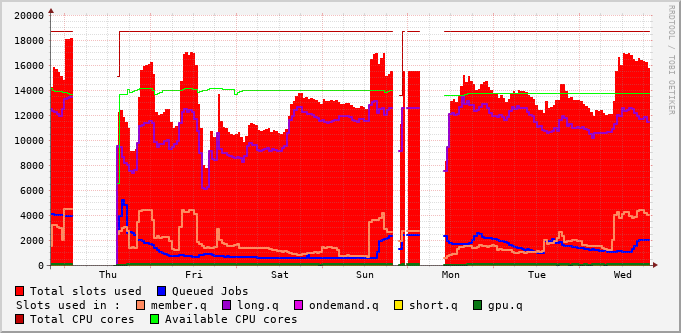 20000
18000
16000
14000
12000
10000
8000
6000
4000
2000
0
Thu Fri Sat Sun Mon Tue Wed
Total slots used Queued Jobs
Slots used in : member.q long.q ondemand.q short.q gpu.q
Total CPU cores Available CPU cores
RRDTOOL / TOBI OETIKER